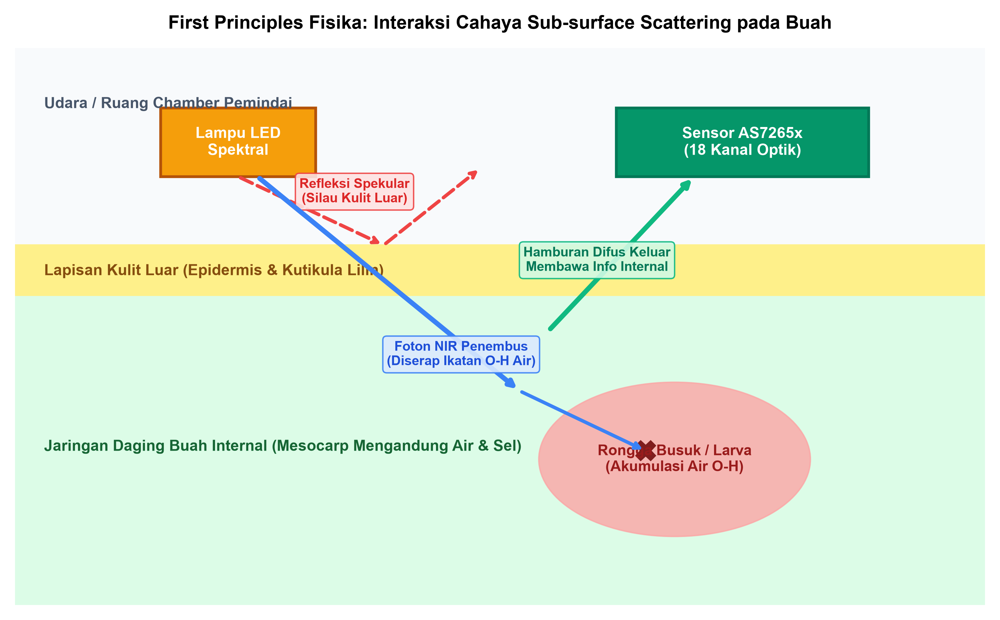 First Principles Fisika: Interaksi Cahaya Sub-surface Scattering pada Buah
Udara / Ruang Chamber Pemindai
Lampu LED
Spektral
Sensor AS7265x
(18 Kanal Optik)
Refleksi Spekular
(Silau Kulit Luar)
Hamburan Difus Keluar
Membawa Info Internal
Lapisan Kulit Luar (Epidermis & Kutikula Lilin)
Foton NIR Penembus
(Diserap Ikatan O-H Air)
Jaringan Daging Buah Internal (Mesocarp Mengandung Air & Sel)
Rongga Busuk / Larva
(Akumulasi Air O-H)